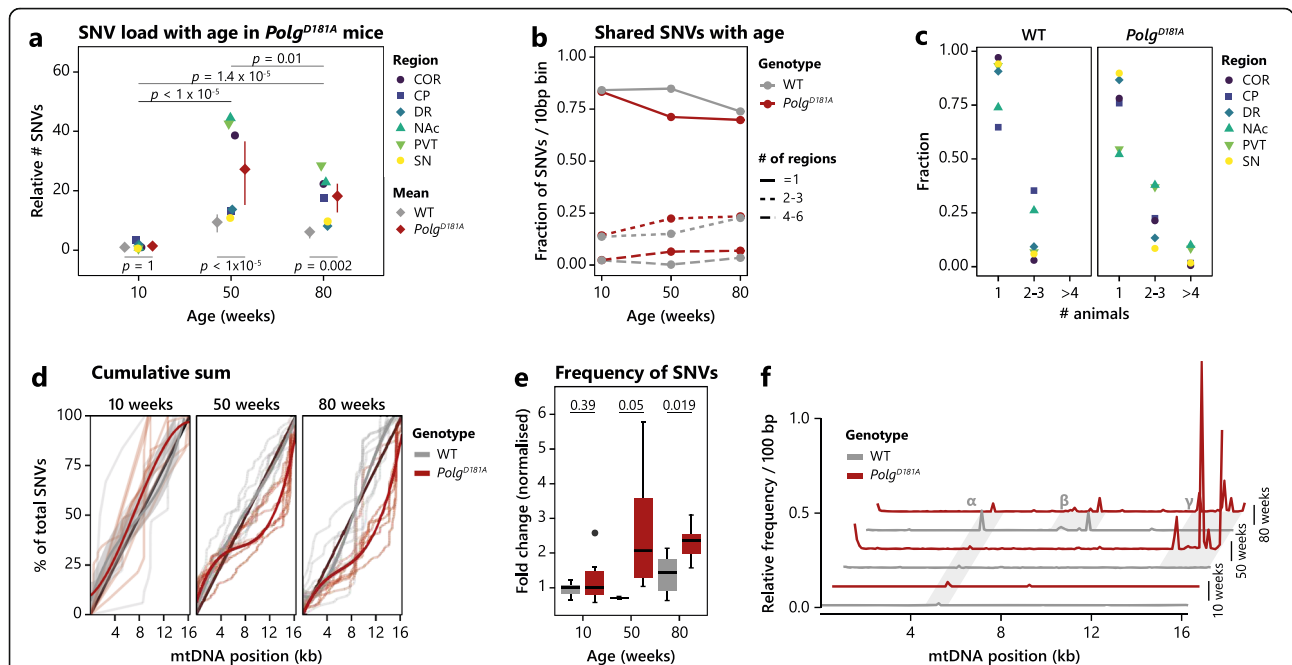 a SNV load with age in Polg^D181A mice
Relative # SNVs
60
40
20
0
p = 0.01
p = 1.4 x 10^-5
p < 1 x 10^-5
p = 1
p < 1x10^-5
p = 0.002
10 50 80
Age (weeks)
Region
COR
CP
DR
NAc
PVT
SN
Mean
WT
Polg^D181A
b Shared SNVs with age
Fraction of SNVs / 10bp bin
1.00
0.75
0.25
0.00
10 50 80
Age (weeks)
Genotype
WT
Polg^D181A
# of regions
=1
2-3
4-6
c WT Polg^D181A
Fraction
1.00
0.75
0.50
0.25
0.00
1 2-3 >4 1 2-3 >4
# animals
Region
COR
CP
DR
NAc
PVT
SN
d Cumulative sum
10 weeks 50 weeks 80 weeks
% of total SNVs
100
75
50
25
0
4 8 12 16 4 8 12 16 4 8 12 16
mtDNA position (kb)
Genotype
WT
Polg^D181A
e Frequency of SNVs
Fold change (normalised)
6
5
4
3
2
1
0.39 0.05 0.019
10 50 80
Age (weeks)
f
Relative frequency / 100 bp
1.0
0.5
0.0
Genotype
WT
Polg^D181A
α β γ
10 weeks
50 weeks
80 weeks
4 8 12 16
mtDNA position (kb)